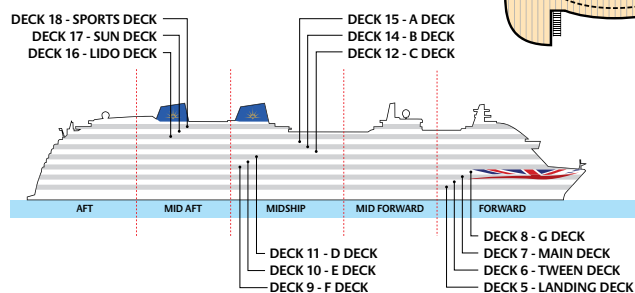 DECK 18 - SPORTS DECK
DECK 17 - SUN DECK
DECK 16 - LIDO DECK
DECK 15 - A DECK
DECK 14 - B DECK
DECK 12 - C DECK
AFT
MID AFT
MIDSHIP
MID FORWARD
FORWARD
DECK 11 - D DECK
DECK 10 - E DECK
DECK 9 - F DECK
DECK 8 - G DECK
DECK 7 - MAIN DECK
DECK 6 - TWEEN DECK
DECK 5 - LANDING DECK